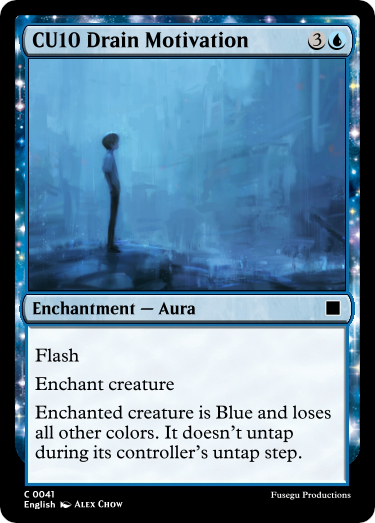 CU10 Drain Motivation 3
Enchantment — Aura
Flash
Enchant creature
Enchanted creature is Blue and loses
all other colors. It doesn't untap
during its controller's untap step.
C 0041
Fusegu Productions
English Alex Chow